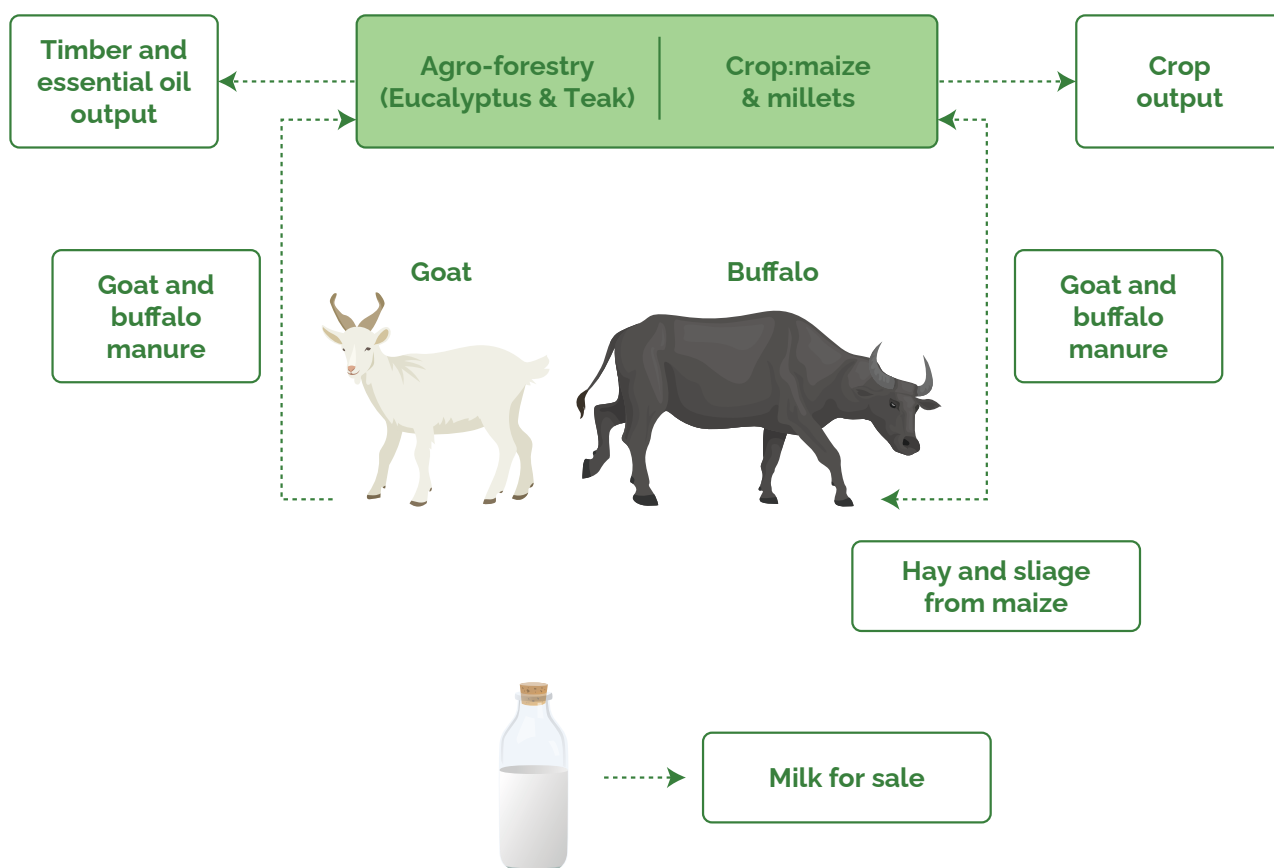 Timber and
essential oil
output
Agro-forestry
(Eucalyptus & Teak)
Crop:maize
& millets
Crop
output
Goat and
buffalo
manure
Goat
Buffalo
Goat and
buffalo
manure
Hay and sliage
from maize
Milk for sale